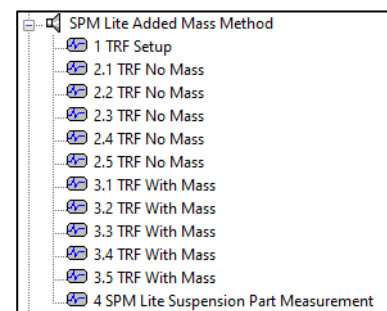 SPM Lite Added Mass Method
1 TRF Setup
2.1 TRF No Mass
2.2 TRF No Mass
2.3 TRF No Mass
2.4 TRF No Mass
2.5 TRF No Mass
3.1 TRF With Mass
3.2 TRF With Mass
3.3 TRF With Mass
3.4 TRF With Mass
3.5 TRF With Mass
4 SPM Lite Suspension Part Measurement